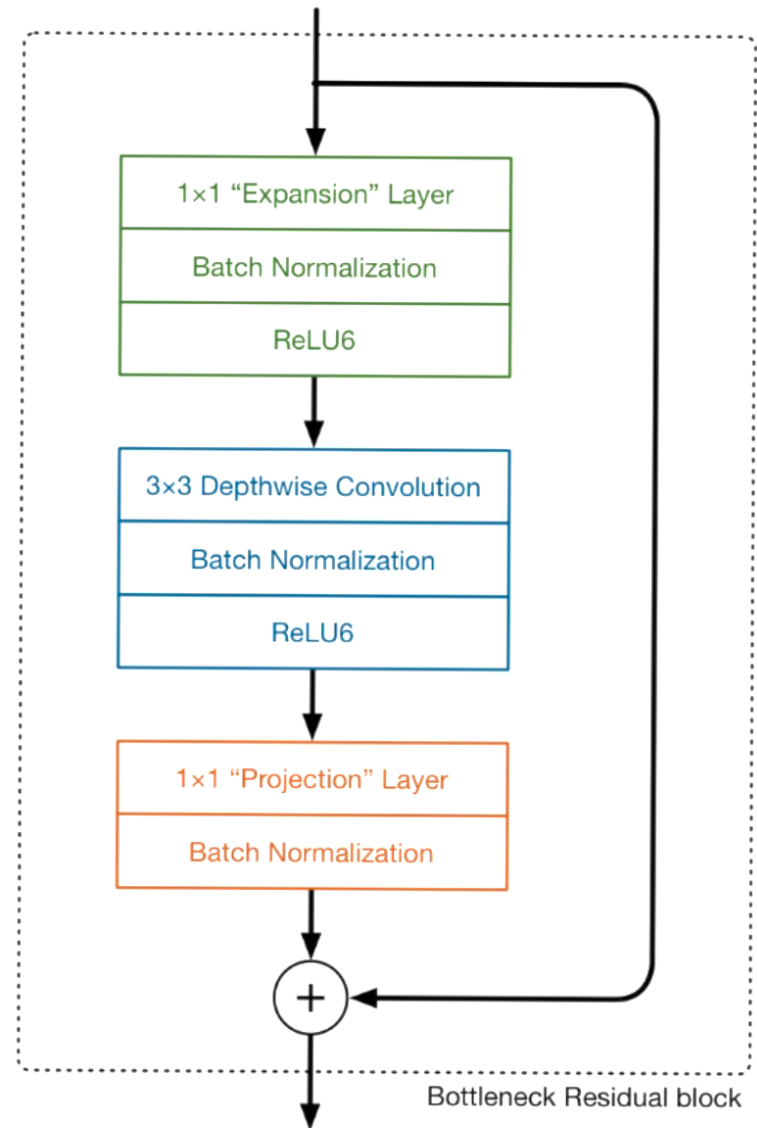 1×1 “Expansion” Layer
Batch Normalization
ReLU6
3×3 Depthwise Convolution
Batch Normalization
ReLU6
1×1 “Projection” Layer
Batch Normalization
+
Bottleneck Residual block